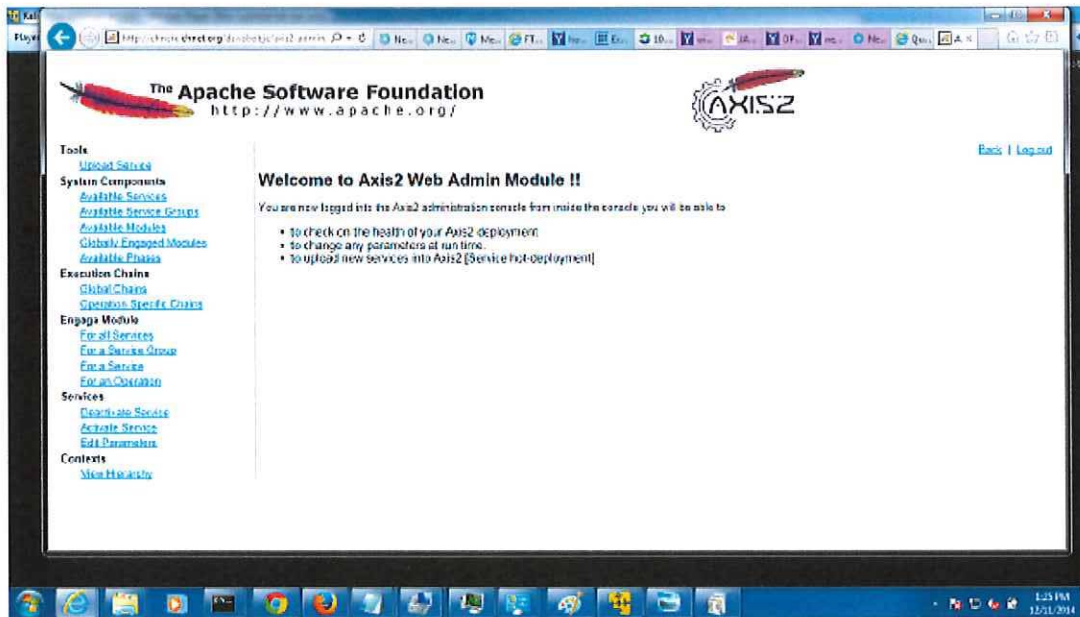 Kali
Player
The Apache Software Foundation
http://www.apache.org/
AXIS2
Back | Log out
Tools
Upload Service
System Components
Available Services
Available Service Groups
Available Modules
Globally Engaged Modules
Available Phases
Execution Chains
Global Chains
Operation Specific Chains
Engage Module
For all Services
For a Service Group
For a Service
For an Operation
Services
Deactivate Service
Activate Service
Edit Parameters
Contexts
View Hierarchy
Welcome to Axis2 Web Admin Module !!
You are now logged into the Axis2 administration console from inside the console you will be able to
to check on the health of your Axis2 deployment
to change any parameters at run time.
to upload new services into Axis2 [Service hot-deployment]
1:25 PM
12/11/2014